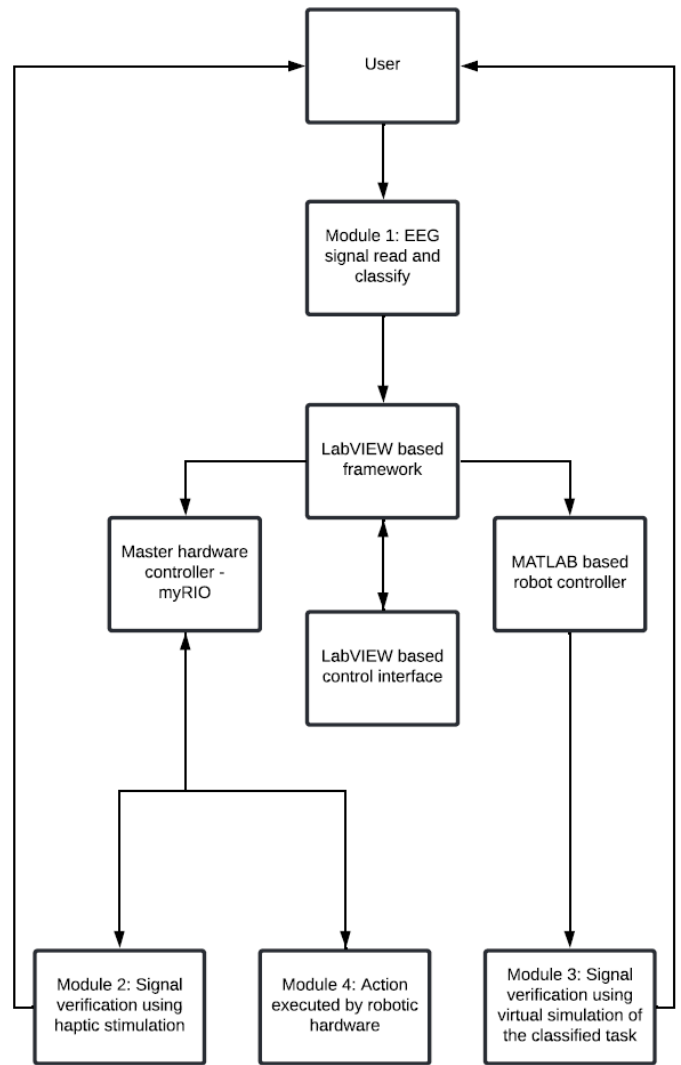 User
Module 1: EEG
signal read and
classify
LabVIEW based
framework
Master hardware
controller -
myRIO
MATLAB based
robot controller
LabVIEW based
control interface
Module 2: Signal
verification using
haptic stimulation
Module 4: Action
executed by robotic
hardware
Module 3: Signal
verification using
virtual simulation of
the classified task